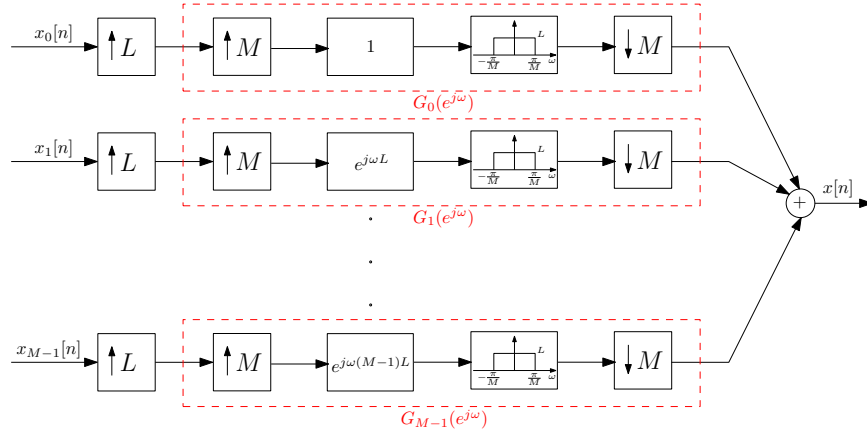 x_0[n] ↑L ↑M 1 L -π/M π/M ω ↓M
G_0(e^{jω})
x_1[n] ↑L ↑M e^{jωL} L -π/M π/M ω ↓M
G_1(e^{jω})
+ x[n]
x_{M-1}[n] ↑L ↑M e^{jω(M-1)L} L -π/M π/M ω ↓M
G_{M-1}(e^{jω})